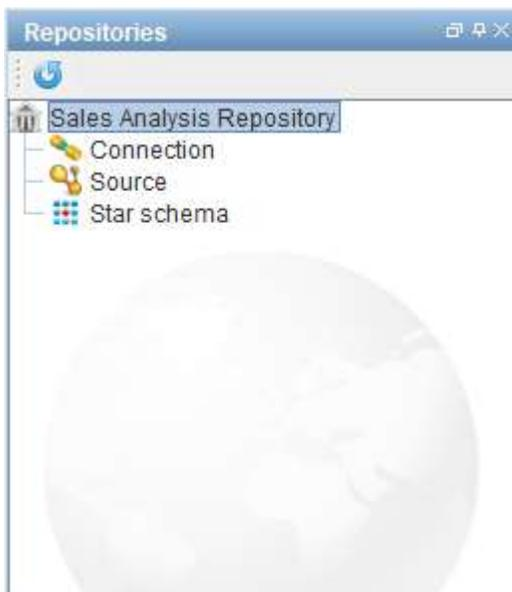 Repositories
Sales Analysis Repository
Connection
Source
Star schema